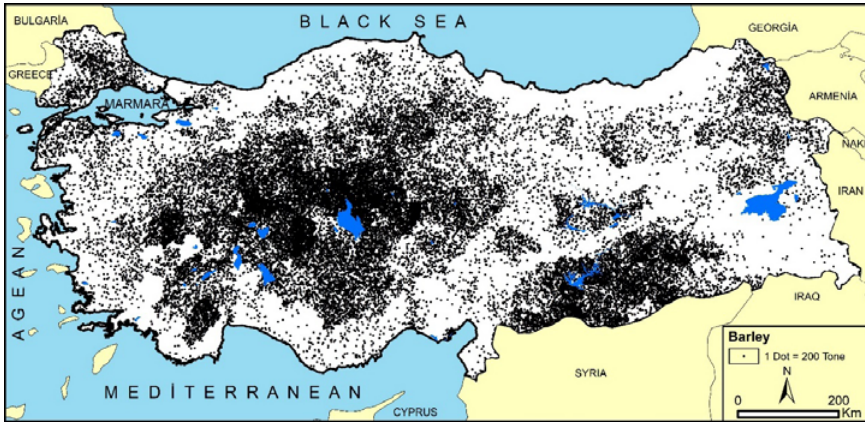 BULGARİA
BLACK SEA
GEORGİA
GREECE
MARMARA
ARMENİA
NAKI
IRAN
AGEAN
IRAQ
SYRIA
MEDİTERRANEAN
CYPRUS
Barley
1 Dot = 200 Tone
N
0 200
Km